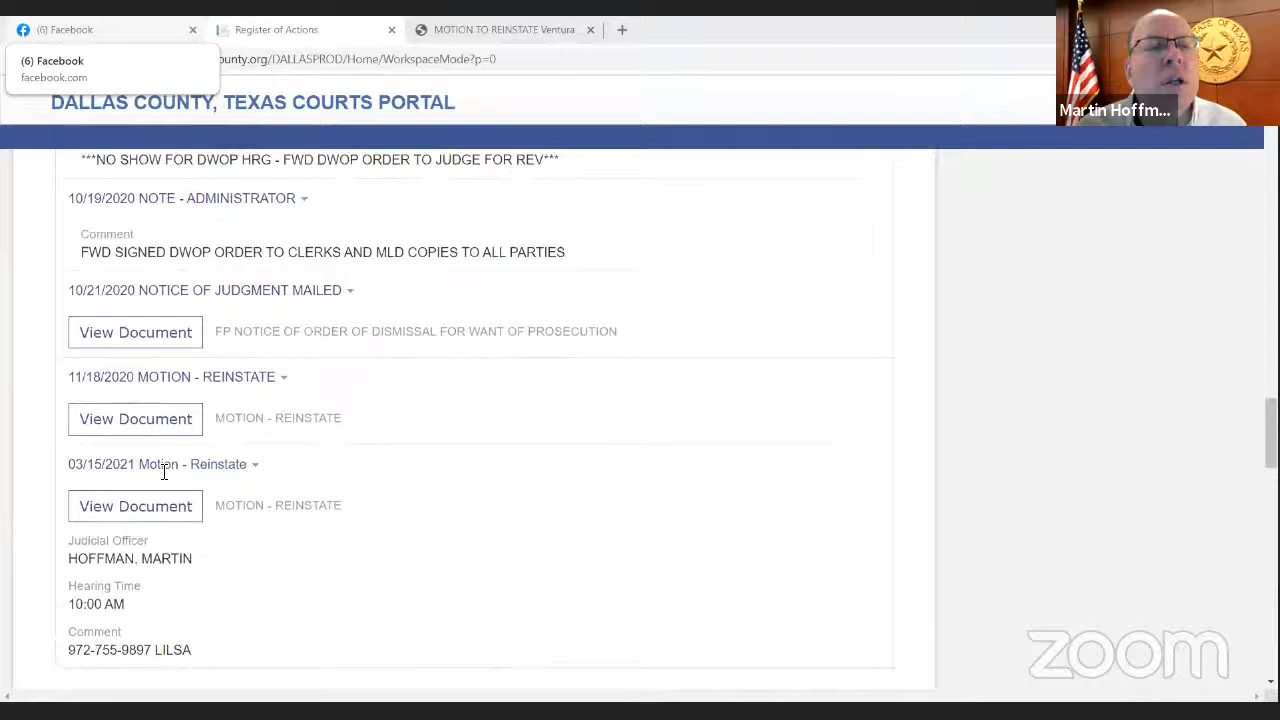 (6) Facebook
Register of Actions
MOTION TO REINSTATE Ventura
(6) Facebook
facebook.com
ounty.org/DALLASPROD/Home/WorkspaceMode?p=0
DALLAS COUNTY, TEXAS COURTS PORTAL
Martin Hoffm...
***NO SHOW FOR DWOP HRG - FWD DWOP ORDER TO JUDGE FOR REV***
10/19/2020 NOTE - ADMINISTRATOR
Comment
FWD SIGNED DWOP ORDER TO CLERKS AND MLD COPIES TO ALL PARTIES
10/21/2020 NOTICE OF JUDGMENT MAILED
View Document FP NOTICE OF ORDER OF DISMISSAL FOR WANT OF PROSECUTION
11/18/2020 MOTION - REINSTATE
View Document MOTION - REINSTATE
03/15/2021 Motion - Reinstate
View Document MOTION - REINSTATE
Judicial Officer
HOFFMAN, MARTIN
Hearing Time
10:00 AM
Comment
972-755-9897 LILSA
zoom